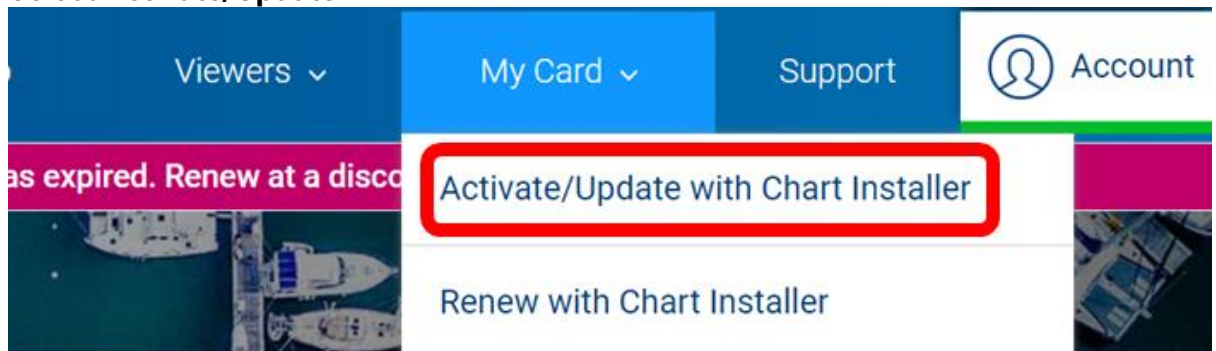 Viewers My Card Support Account
as expired. Renew at a disco
Activate/Update with Chart Installer
Renew with Chart Installer